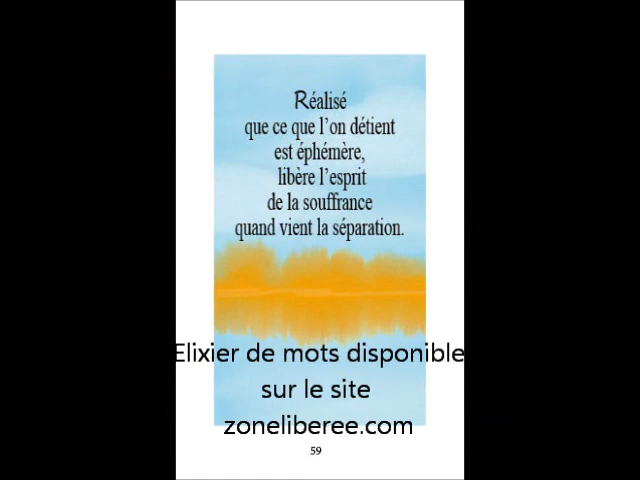 Réalisé
que ce que l'on détient
est éphémère,
libère l'esprit
de la souffrance
quand vient la séparation.
Elixier de mots disponible
sur le site
zoneliberee.com
59